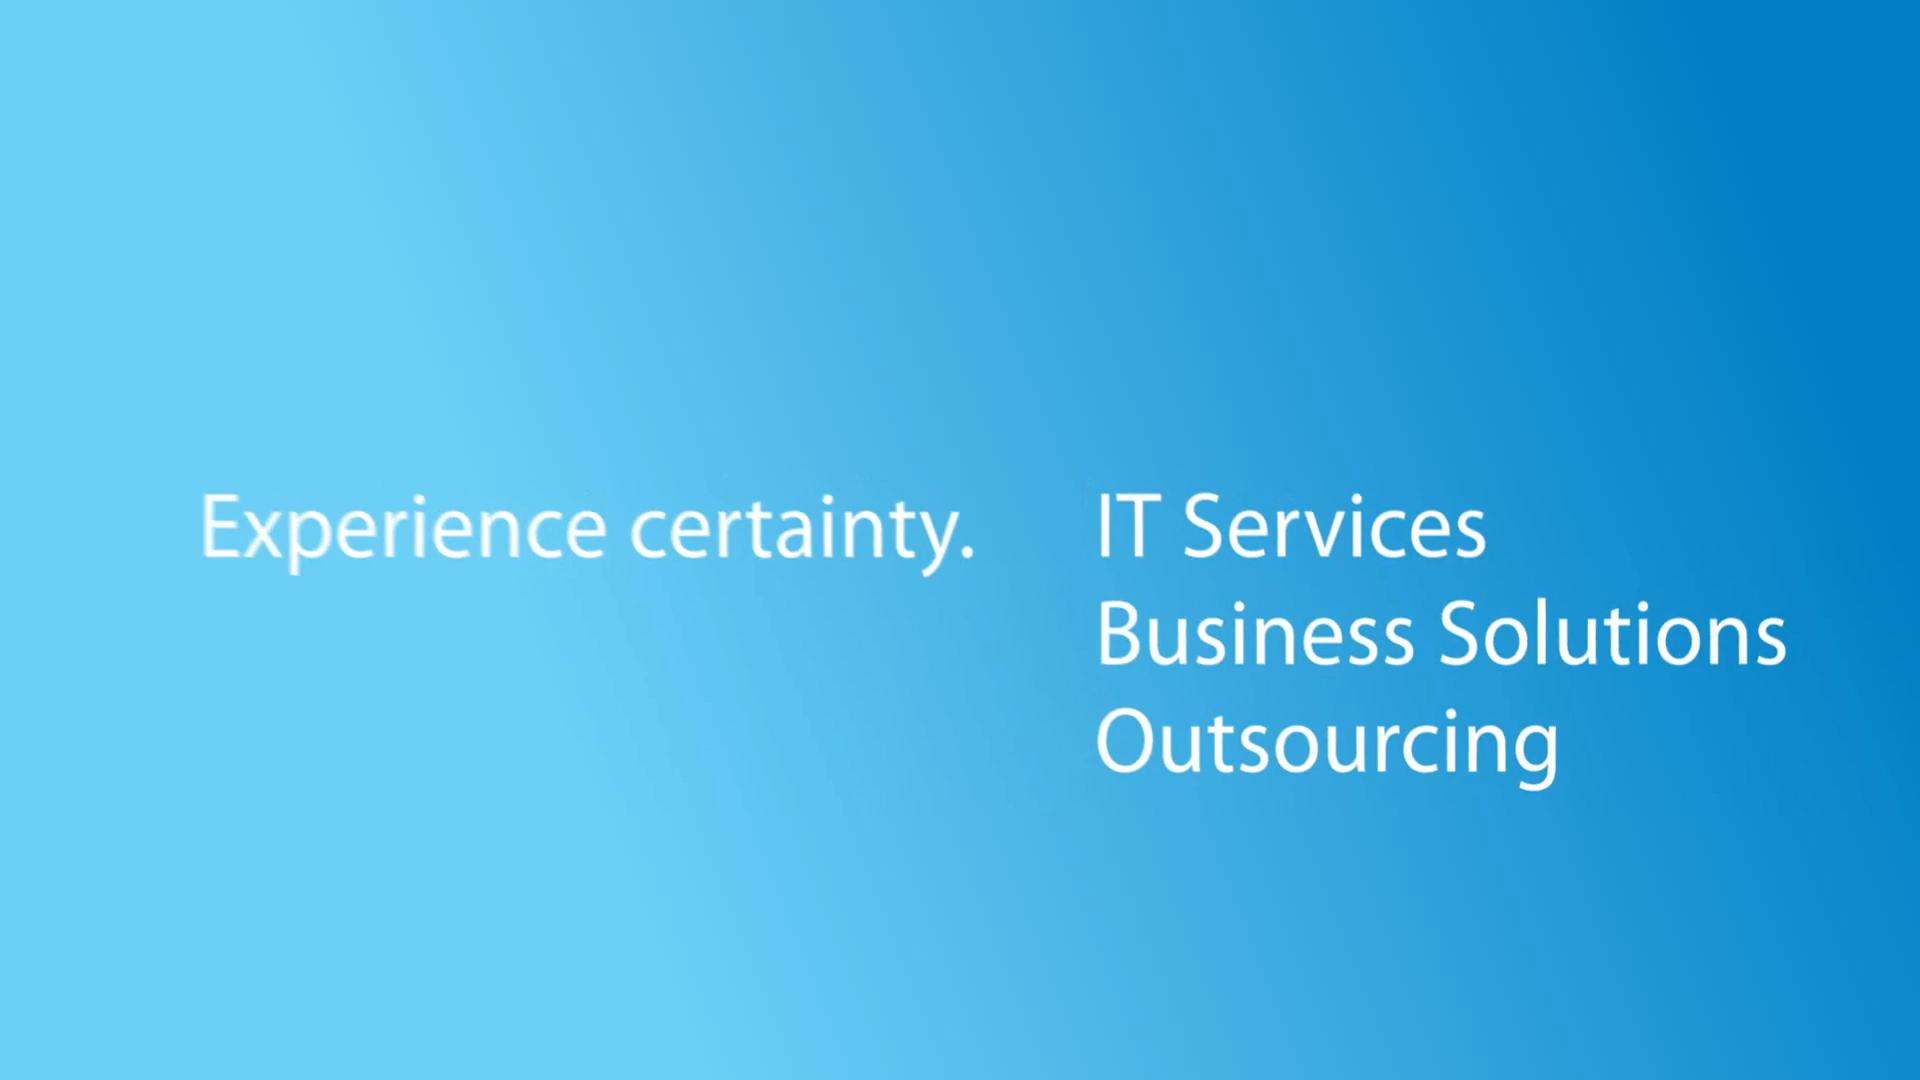 Experience certainty.
IT Services
Business Solutions
Outsourcing